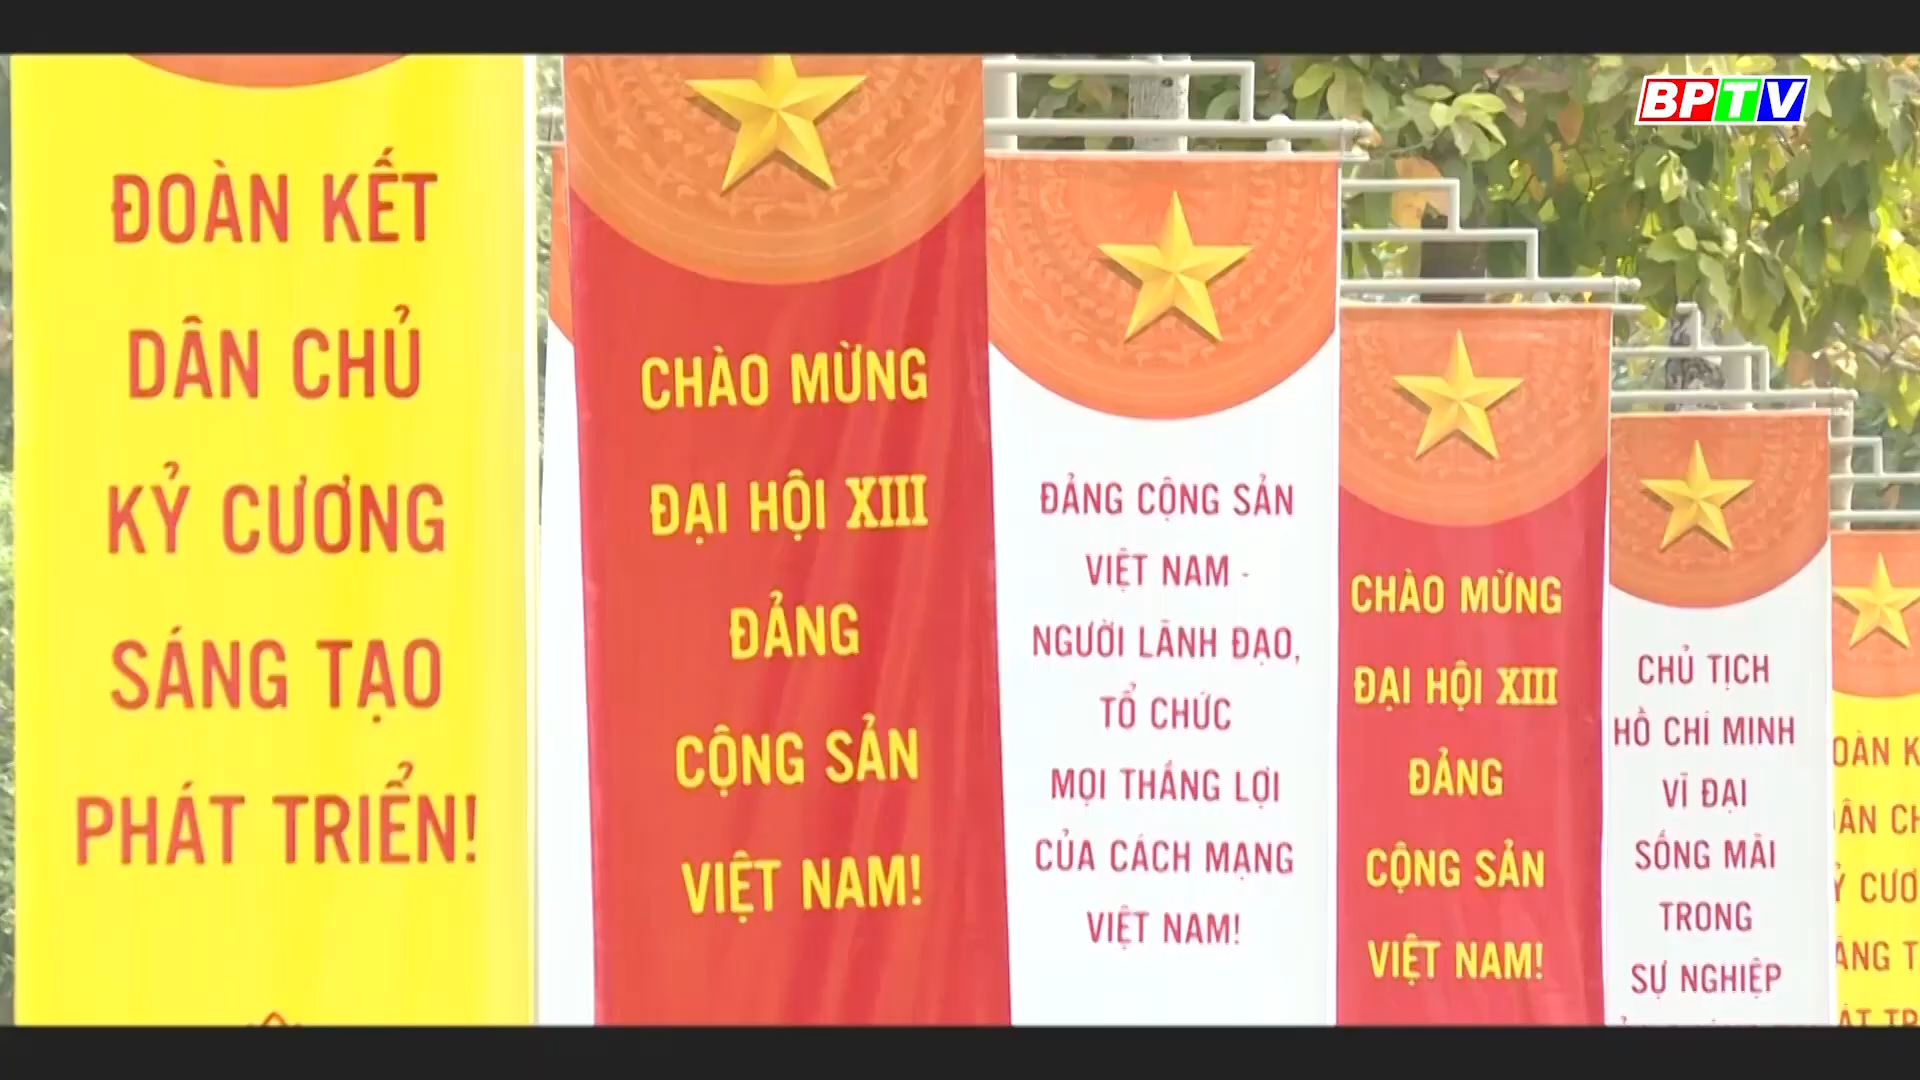 ĐOÀN KẾT
DÂN CHỦ
KỶ CƯƠNG
SÁNG TẠO
PHÁT TRIỂN!
CHÀO MỪNG
ĐẠI HỘI XIII
ĐẢNG
CỘNG SẢN
VIỆT NAM!
ĐẢNG CỘNG SẢN
VIỆT NAM -
NGƯỜI LÃNH ĐẠO,
TỔ CHỨC
MỌI THẮNG LỢI
CỦA CÁCH MẠNG
VIỆT NAM!
CHÀO MỪNG
ĐẠI HỘI XIII
ĐẢNG
CỘNG SẢN
VIỆT NAM!
CHỦ TỊCH
HỒ CHÍ MINH
VĨ ĐẠI
SỐNG MÃI
TRONG
SỰ NGHIỆP
BPTV